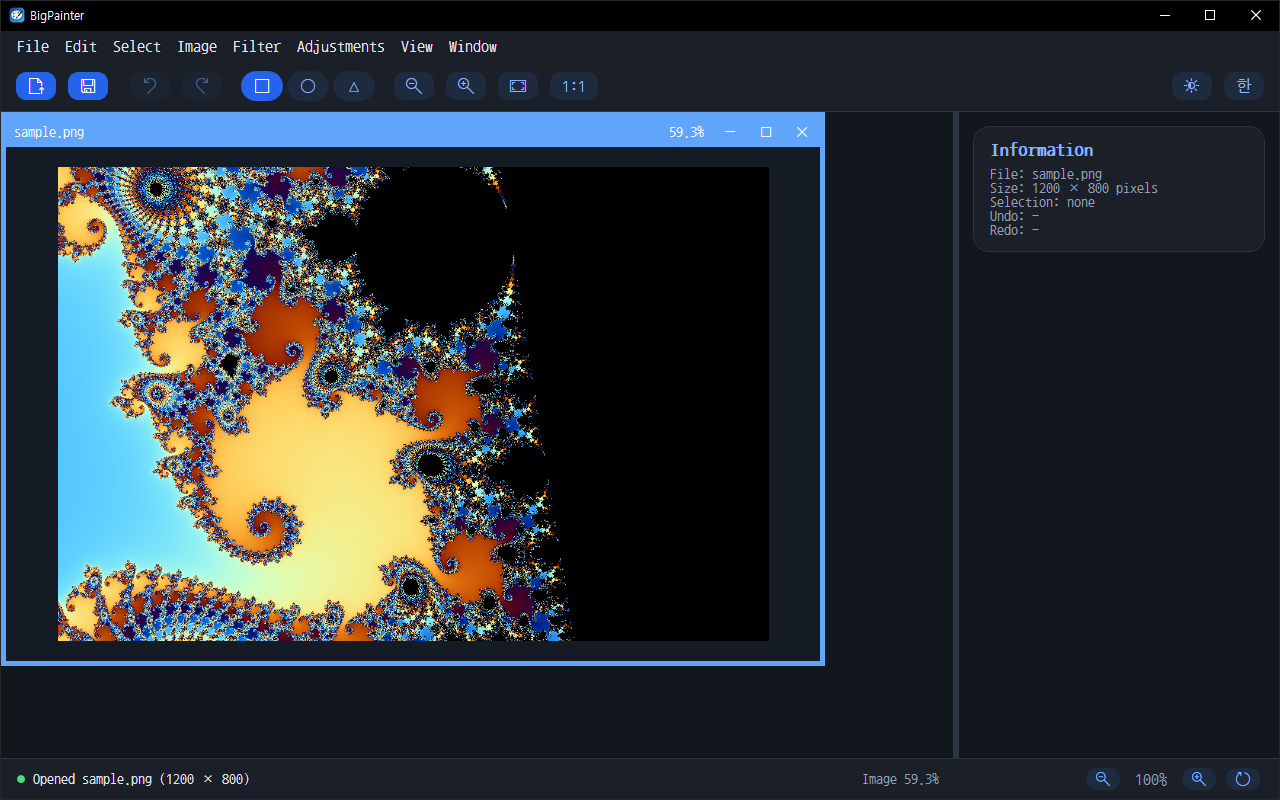 BigPainter
File Edit Select Image Filter Adjustments View Window
1:1 한
sample.png 59.3%
Information
File: sample.png
Size: 1200 × 800 pixels
Selection: none
Undo: -
Redo: -
Opened sample.png (1200 × 800) Image 59.3% 100%